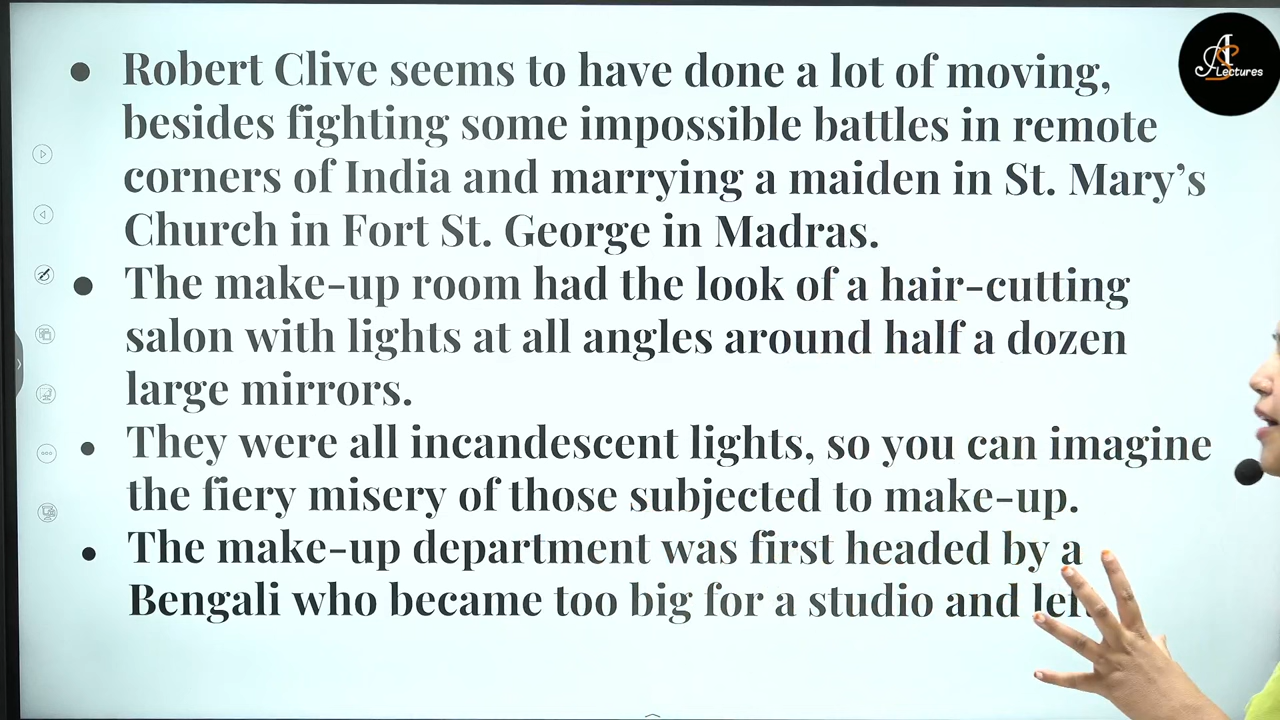 • Robert Clive seems to have done a lot of moving,
besides fighting some impossible battles in remote
corners of India and marrying a maiden in St. Mary's
Church in Fort St. George in Madras.
• The make-up room had the look of a hair-cutting
salon with lights at all angles around half a dozen
large mirrors.
• They were all incandescent lights, so you can imagine
the fiery misery of those subjected to make-up.
• The make-up department was first headed by a
Bengali who became too big for a studio and
Lectures